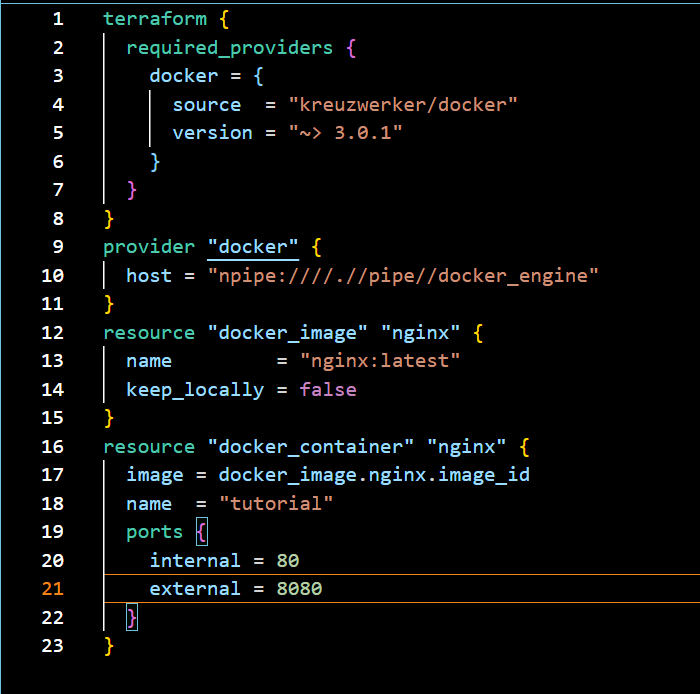 1 terraform {
2   required_providers {
3     docker = {
4       source  = "kreuzwerker/docker"
5       version = "~> 3.0.1"
6     }
7   }
8 }
9 provider "docker" {
10   host = "npipe:////.//pipe//docker_engine"
11 }
12 resource "docker_image" "nginx" {
13   name         = "nginx:latest"
14   keep_locally = false
15 }
16 resource "docker_container" "nginx" {
17   image = docker_image.nginx.image_id
18   name  = "tutorial"
19   ports {
20     internal = 80
21     external = 8080
22   }
23 }